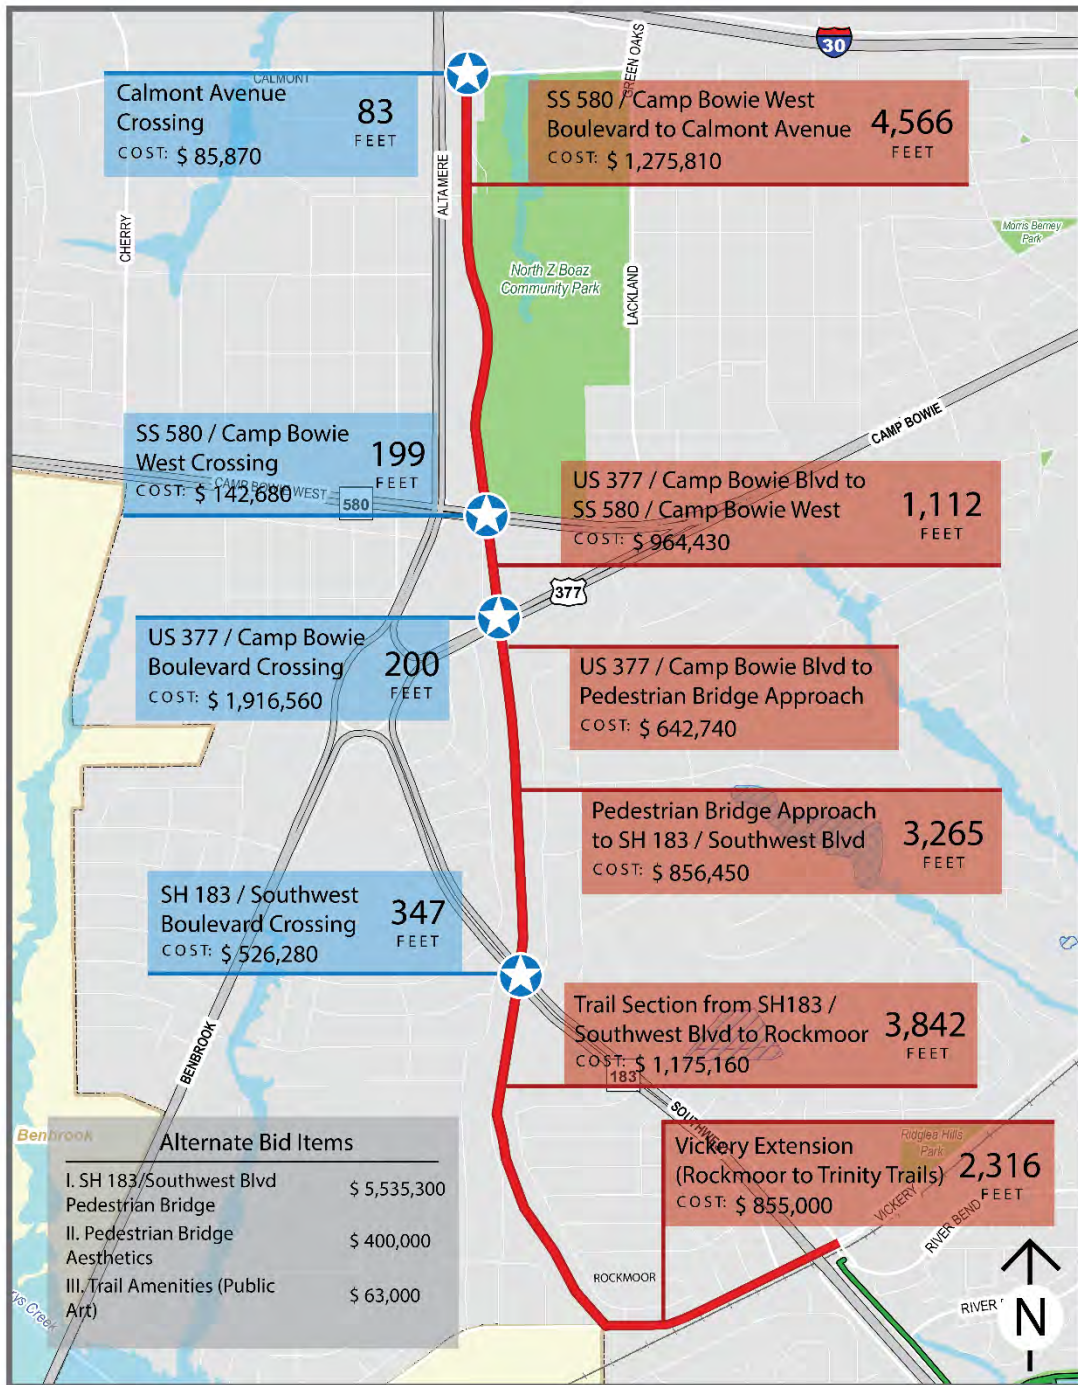 30
CALMONT
GREEN OAKS
Calmont Avenue
Crossing
COST: $ 85,870
83
FEET
SS 580 / Camp Bowie West
Boulevard to Calmont Avenue
COST: $ 1,275,810
4,566
FEET
ALTA MERE
CHERRY
LACKLAND
North Z Boaz
Community Park
Morris Berney
Park
CAMP BOWIE
SS 580 / Camp Bowie
West Crossing
COST: $ 142,680
199
FEET
CAMP BOWIE WEST
580
US 377 / Camp Bowie Blvd to
SS 580 / Camp Bowie West
COST: $ 964,430
1,112
FEET
377
US 377 / Camp Bowie
Boulevard Crossing
COST: $ 1,916,560
200
FEET
US 377 / Camp Bowie Blvd to
Pedestrian Bridge Approach
COST: $ 642,740
Pedestrian Bridge Approach
to SH 183 / Southwest Blvd
COST: $ 856,450
3,265
FEET
SH 183 / Southwest
Boulevard Crossing
COST: $ 526,280
347
FEET
Trail Section from SH183 /
Southwest Blvd to Rockmoor
COST: $ 1,175,160
3,842
FEET
183
BENBROOK
Benbrook
Alternate Bid Items
I. SH 183/Southwest Blvd
Pedestrian Bridge
$ 5,535,300
II. Pedestrian Bridge
Aesthetics
$ 400,000
III. Trail Amenities (Public
Art)
$ 63,000
Vickery Extension
(Rockmoor to Trinity Trails)
COST: $ 855,000
2,316
FEET
Ridglea Hills
Park
VICKERY
RIVER BEND
ROCKMOOR
RIVER
N
Creek